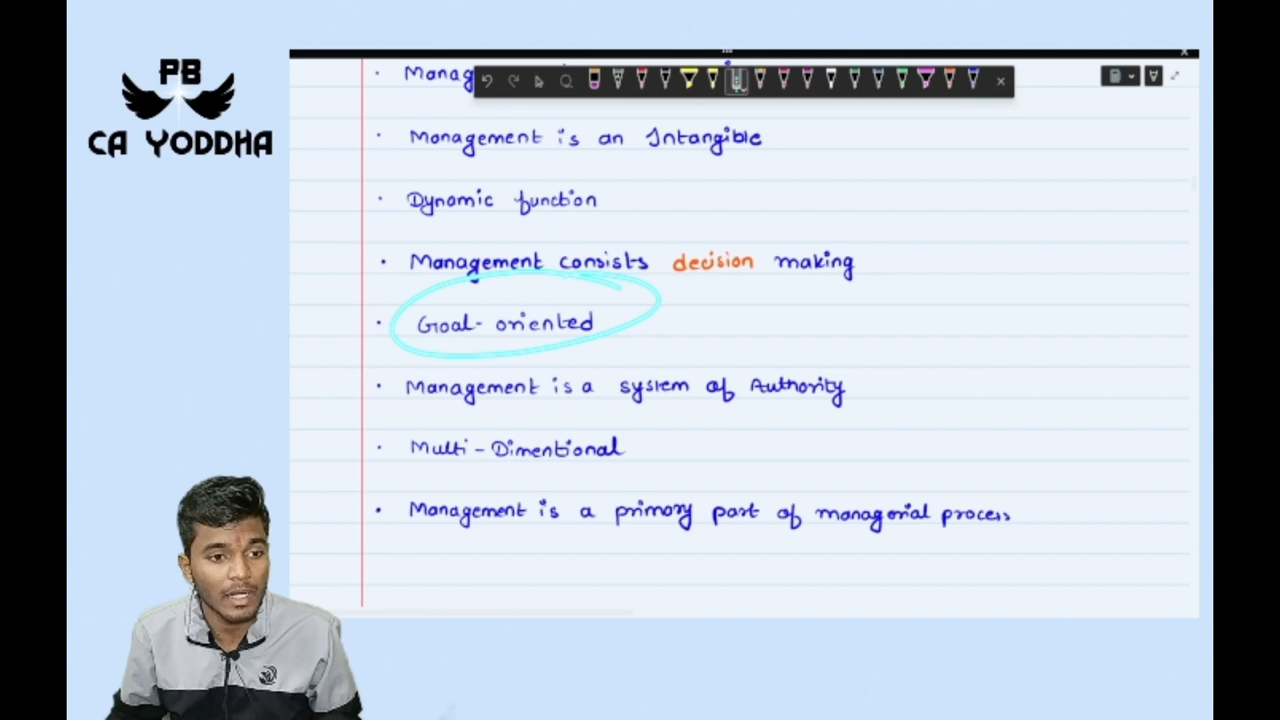 PB
CA YODDHA
· Manag
· Management is an Intangible
· Dynamic function
· Management consists decision making
· Goal-oriented
· Management is a system of Authority
· Multi-Dimentional
· Management is a primary part of managerial process